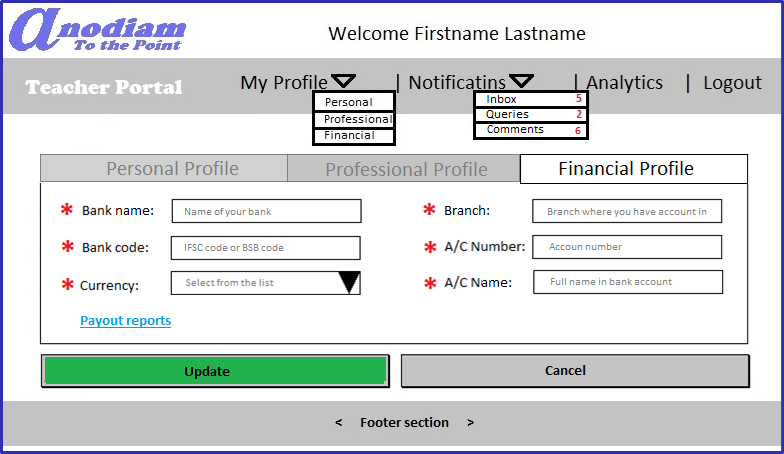 Anodiam
To the Point
Welcome Firstname Lastname
Teacher Portal
My Profile | Notificatins | Analytics | Logout
Personal
Professional
Financial
Inbox 5
Queries 2
Comments 6
Personal Profile Professional Profile Financial Profile
* Bank name: Name of your bank * Branch: Branch where you have account in
* Bank code: IFSC code or BSB code * A/C Number: Accoun number
* Currency: Select from the list * A/C Name: Full name in bank account
Payout reports
Update Cancel
< Footer section >